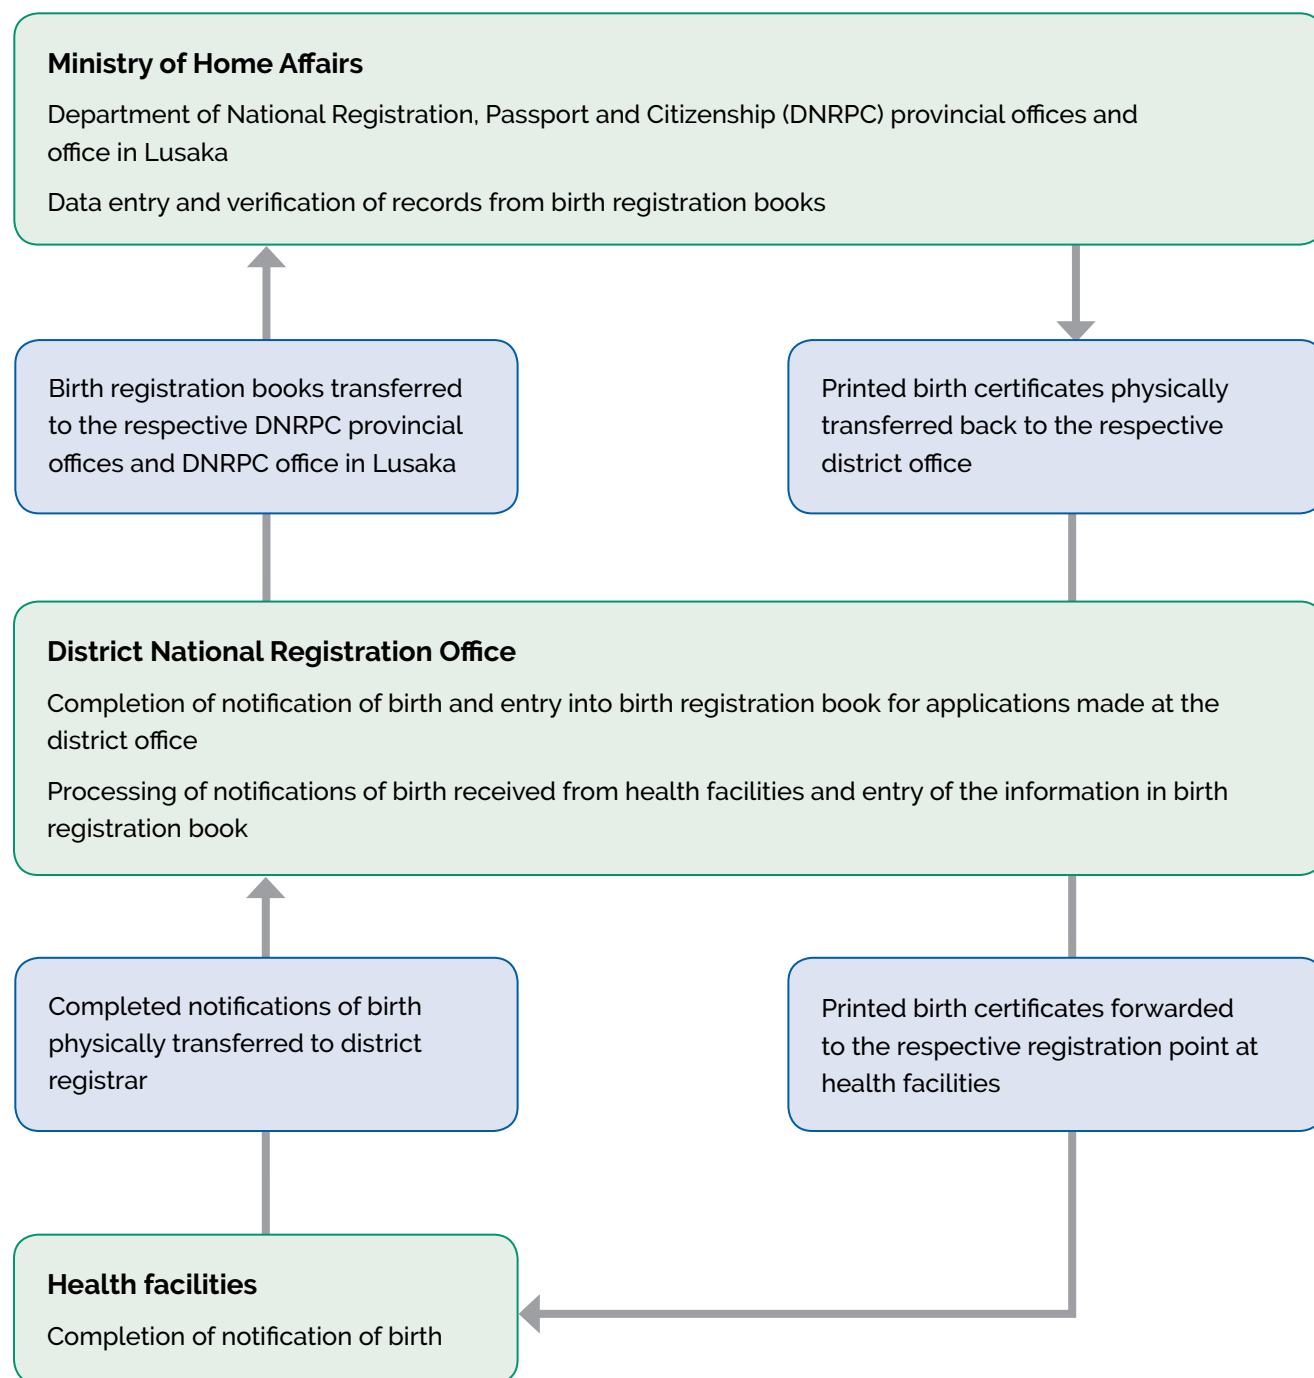 Ministry of Home Affairs
Department of National Registration, Passport and Citizenship (DNRPC) provincial offices and
office in Lusaka
Data entry and verification of records from birth registration books
Birth registration books transferred
to the respective DNRPC provincial
offices and DNRPC office in Lusaka
Printed birth certificates physically
transferred back to the respective
district office
District National Registration Office
Completion of notification of birth and entry into birth registration book for applications made at the
district office
Processing of notifications of birth received from health facilities and entry of the information in birth
registration book
Completed notifications of birth
physically transferred to district
registrar
Printed birth certificates forwarded
to the respective registration point at
health facilities
Health facilities
Completion of notification of birth